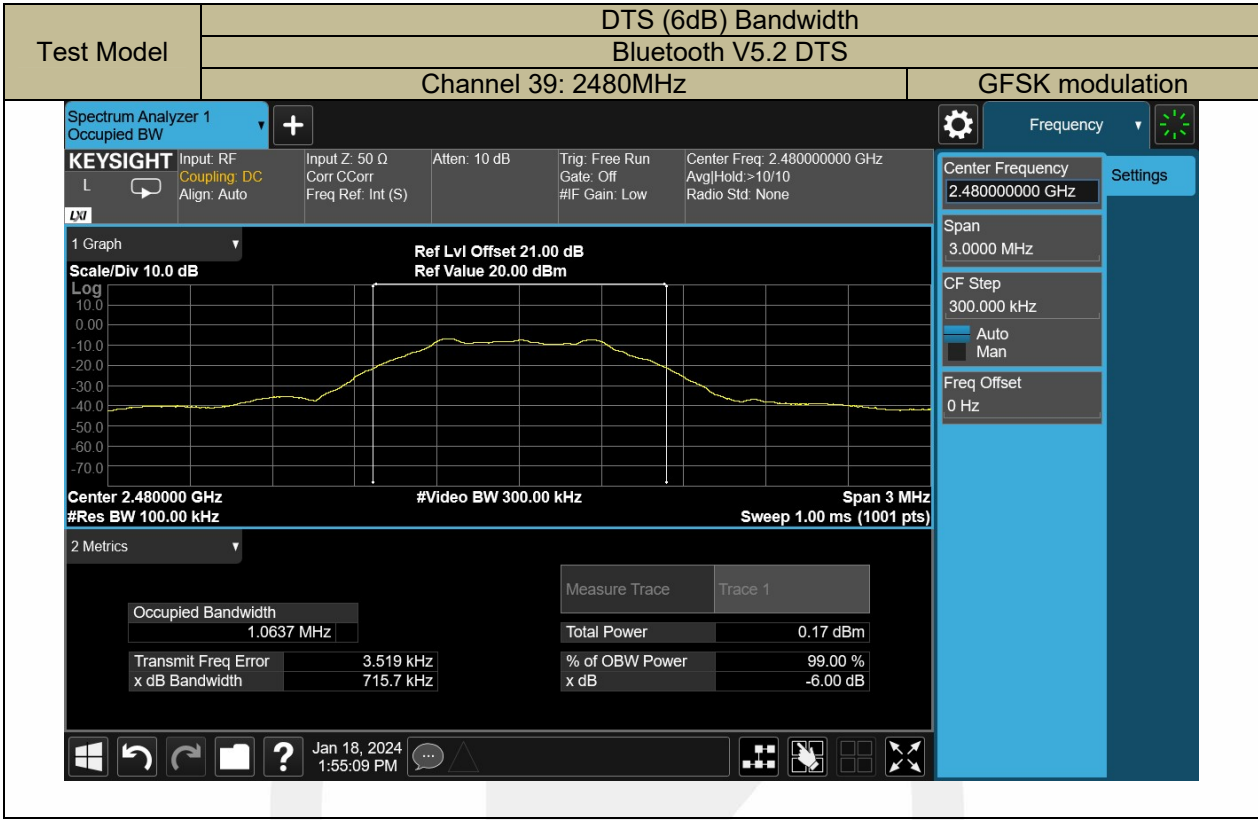 Test Model
DTS (6dB) Bandwidth
Bluetooth V5.2 DTS
Channel 39: 2480MHz
GFSK modulation
Spectrum Analyzer 1
Occupied BW
Frequency
KEYSIGHT
L
LXI
Input: RF
Coupling: DC
Align: Auto
Input Z: 50 Ω
Corr CCorr
Freq Ref: Int (S)
Atten: 10 dB
Trig: Free Run
Gate: Off
#IF Gain: Low
Center Freq: 2.480000000 GHz
Avg|Hold:>10/10
Radio Std: None
Center Frequency
2.480000000 GHz
Settings
Span
3.0000 MHz
CF Step
300.000 kHz
Auto
Man
Freq Offset
0 Hz
1 Graph
Scale/Div 10.0 dB
Ref Lvl Offset 21.00 dB
Ref Value 20.00 dBm
Log
10.0
0.00
-10.0
-20.0
-30.0
-40.0
-50.0
-60.0
-70.0
Center 2.480000 GHz
#Res BW 100.00 kHz
#Video BW 300.00 kHz
Span 3 MHz
Sweep 1.00 ms (1001 pts)
2 Metrics
Measure Trace
Trace 1
Occupied Bandwidth
1.0637 MHz
Total Power
0.17 dBm
Transmit Freq Error
3.519 kHz
% of OBW Power
99.00 %
x dB Bandwidth
715.7 kHz
x dB
-6.00 dB
?
Jan 18, 2024
1:55:09 PM